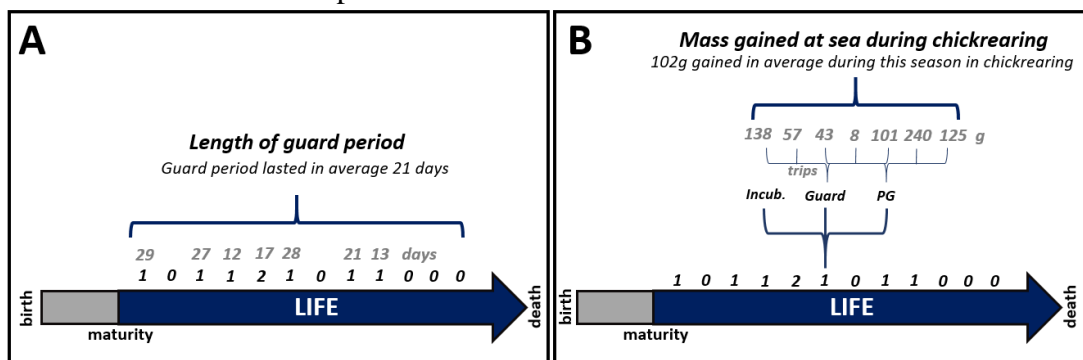 A
Length of guard period
Guard period lasted in average 21 days
29 27 12 17 28 21 13 days
1 0 1 1 2 1 0 1 1 0 0 0
birth
LIFE
death
maturity
B
Mass gained at sea during chickrearing
102g gained in average during this season in chickrearing
138 57 43 8 101 240 125 g
trips
Incub. Guard PG
1 0 1 1 2 1 0 1 1 0 0 0
birth
LIFE
death
maturity